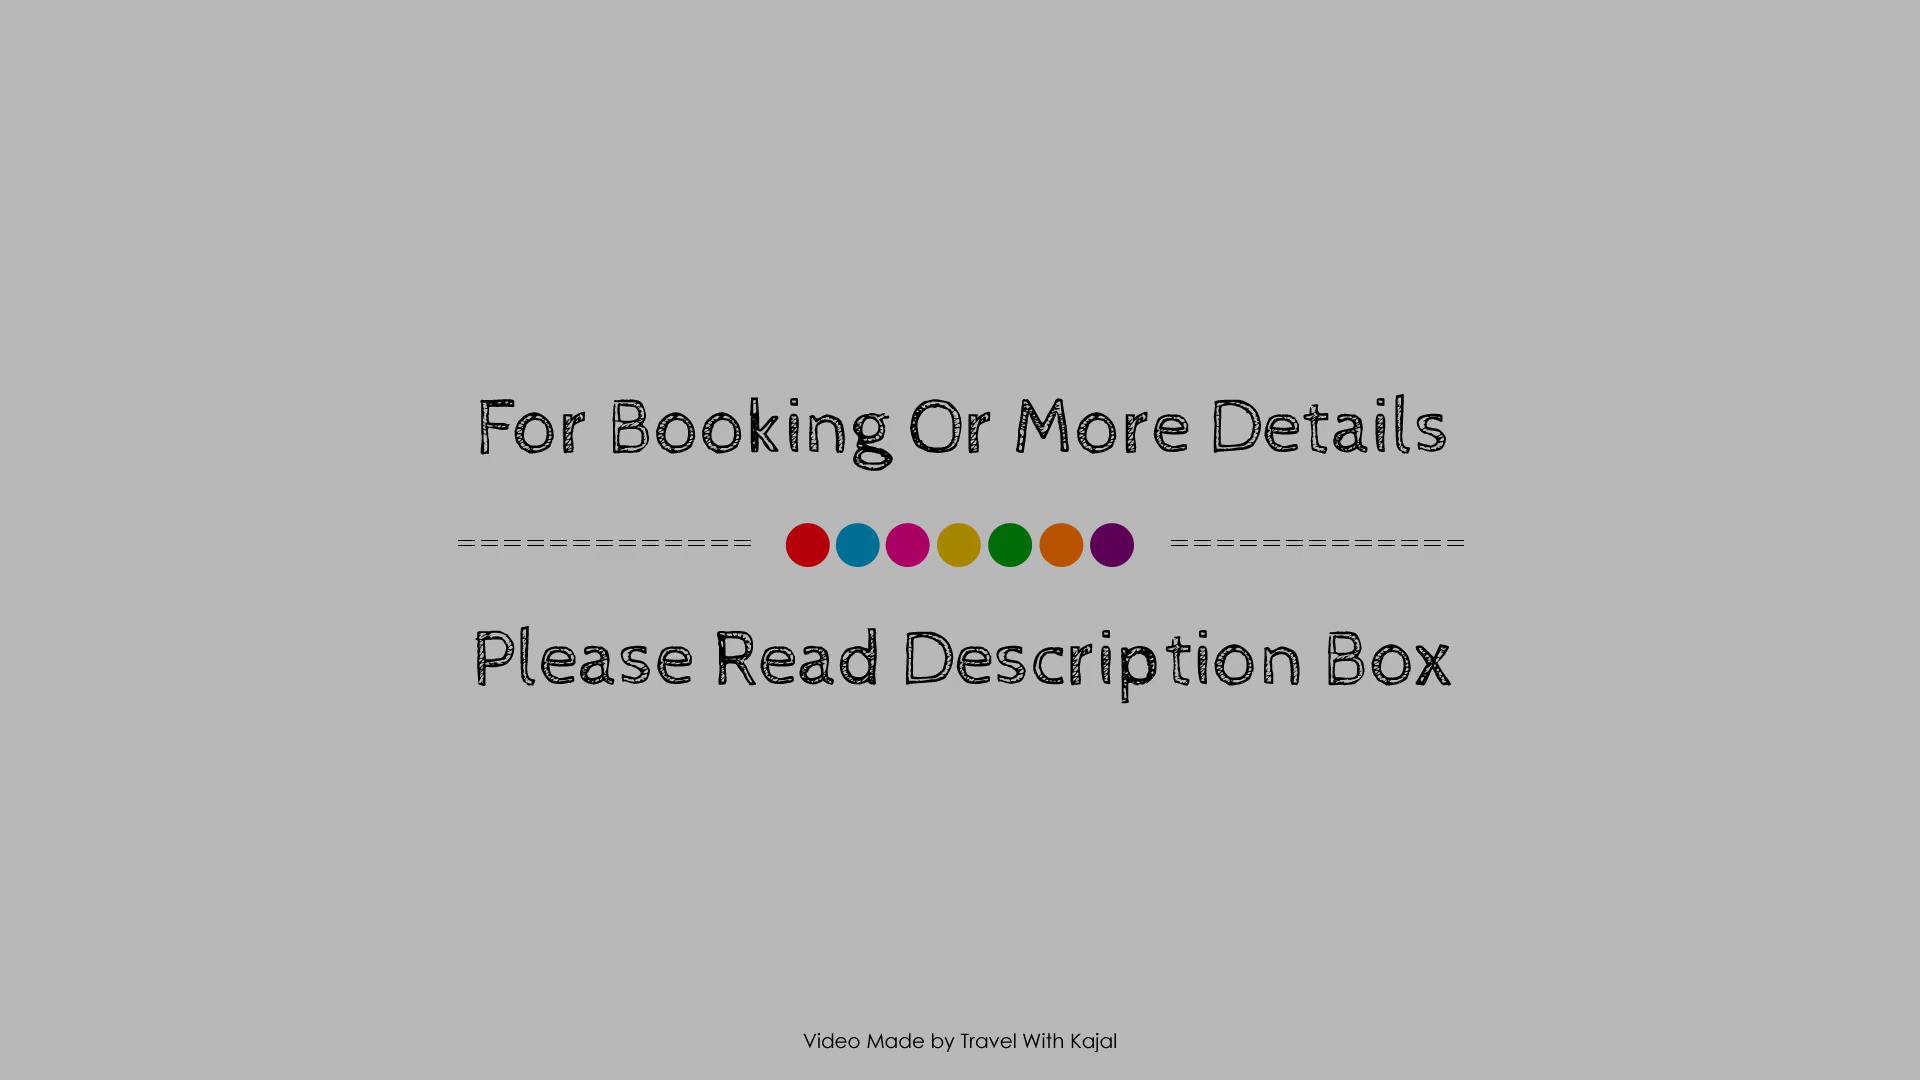 For Booking Or More Details
============= =============
Please Read Description Box
Video Made by Travel With Kajal